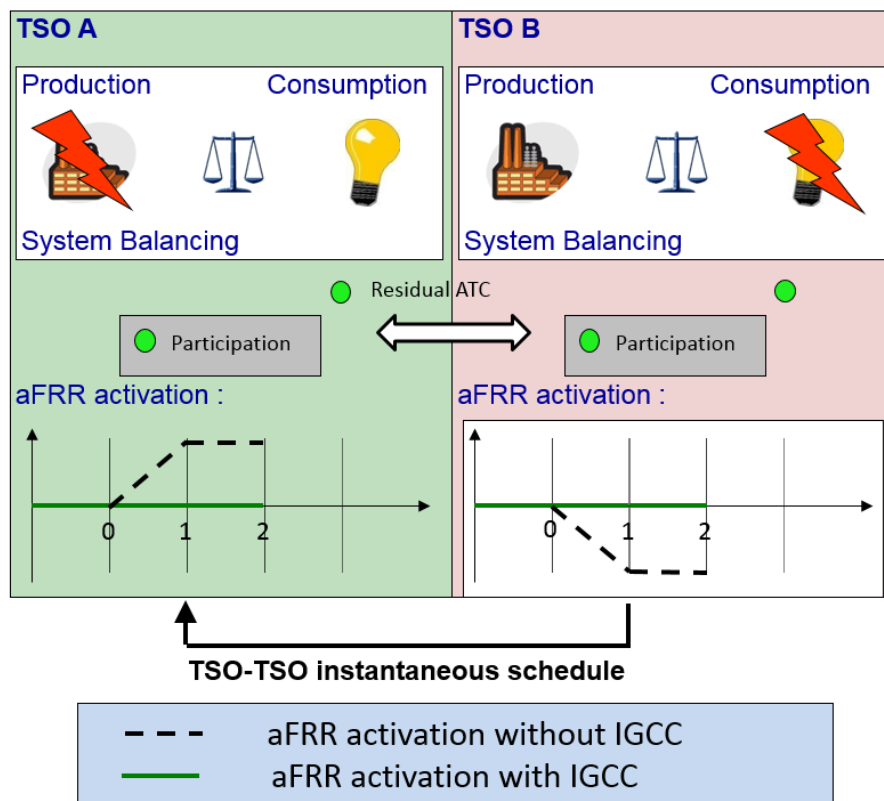 TSO A
TSO B
Production
Consumption
System Balancing
Production
Consumption
System Balancing
Residual ATC
Participation
Participation
aFRR activation :
aFRR activation :
0
1
2
0
1
2
TSO-TSO instantaneous schedule
aFRR activation without IGCC
aFRR activation with IGCC